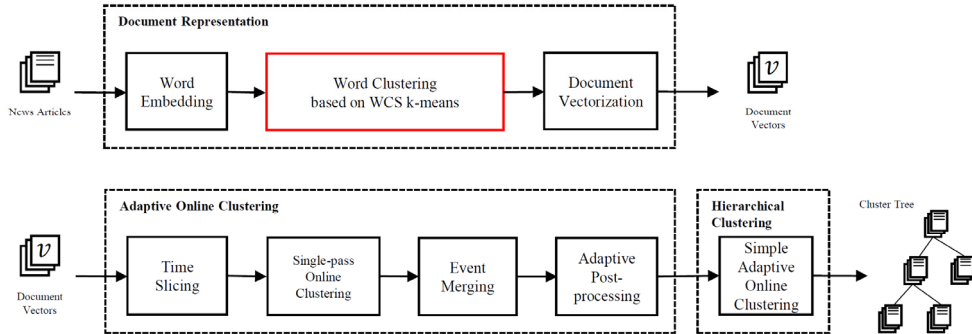 Document Representation
News Articles
Word
Embedding
Word Clustering
based on WCS k-means
Document
Vectorization
v
Document
Vectors
Adaptive Online Clustering
Hierarchical
Clustering
Cluster Tree
v
Document
Vectors
Time
Slicing
Single-pass
Online
Clustering
Event
Merging
Adaptive
Post-
processing
Simple
Adaptive
Online
Clustering